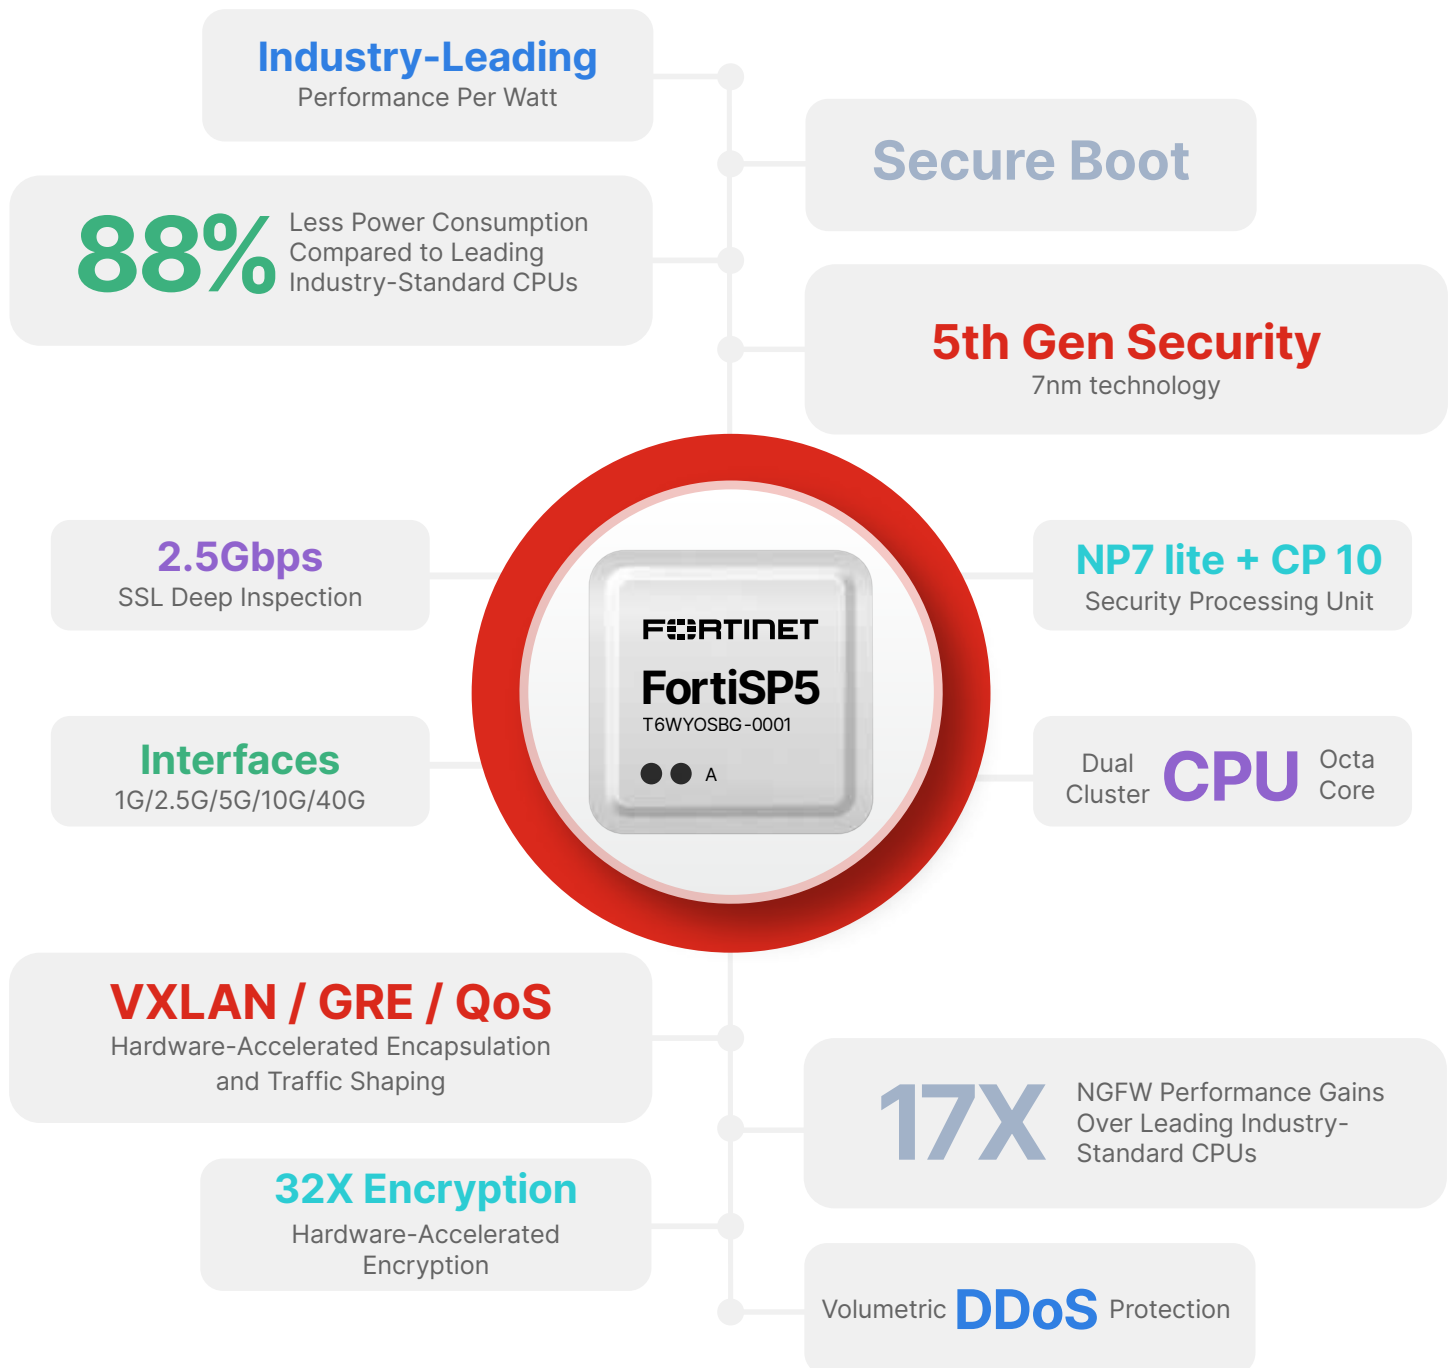 Industry-Leading
Performance Per Watt
Secure Boot
88%
Less Power Consumption
Compared to Leading
Industry-Standard CPUs
5th Gen Security
7nm technology
2.5Gbps
SSL Deep Inspection
NP7 lite + CP 10
Security Processing Unit
FORTINET
FortiSP5
T6WYOSBG-0001
A
Interfaces
1G/2.5G/5G/10G/40G
Dual
Cluster
CPU
Octa
Core
VXLAN / GRE / QoS
Hardware-Accelerated Encapsulation
and Traffic Shaping
17X
NGFW Performance Gains
Over Leading Industry-
Standard CPUs
32X Encryption
Hardware-Accelerated
Encryption
Volumetric DDoS Protection